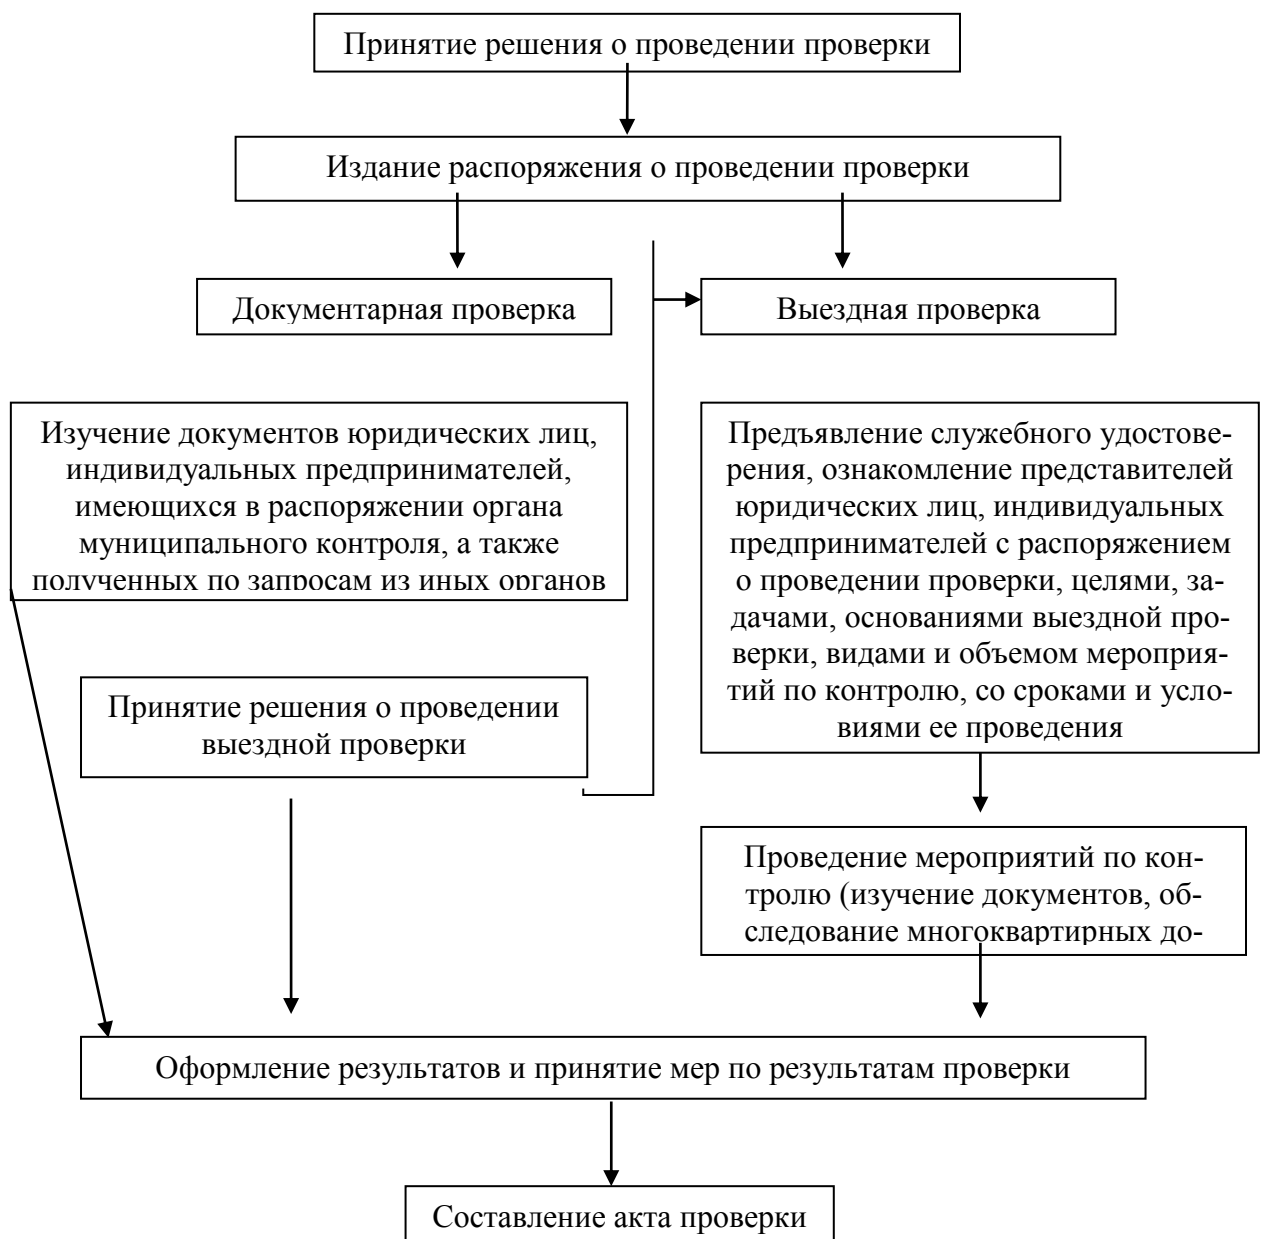 Принятие решения о проведении проверки
Издание распоряжения о проведении проверки
Документарная проверка
Выездная проверка
Изучение документов юридических лиц,
индивидуальных предпринимателей,
имеющихся в распоряжении органа
муниципального контроля, а также
полученных по запросам из иных органов
Предъявление служебного удостове-
рения, ознакомление представителей
юридических лиц, индивидуальных
предпринимателей с распоряжением
о проведении проверки, целями, за-
дачами, основаниями выездной про-
верки, видами и объемом мероприя-
тий по контролю, со сроками и усло-
виями ее проведения
Принятие решения о проведении
выездной проверки
Проведение мероприятий по кон-
тролю (изучение документов, об-
следование многоквартирных до-
Оформление результатов и принятие мер по результатам проверки
Составление акта проверки